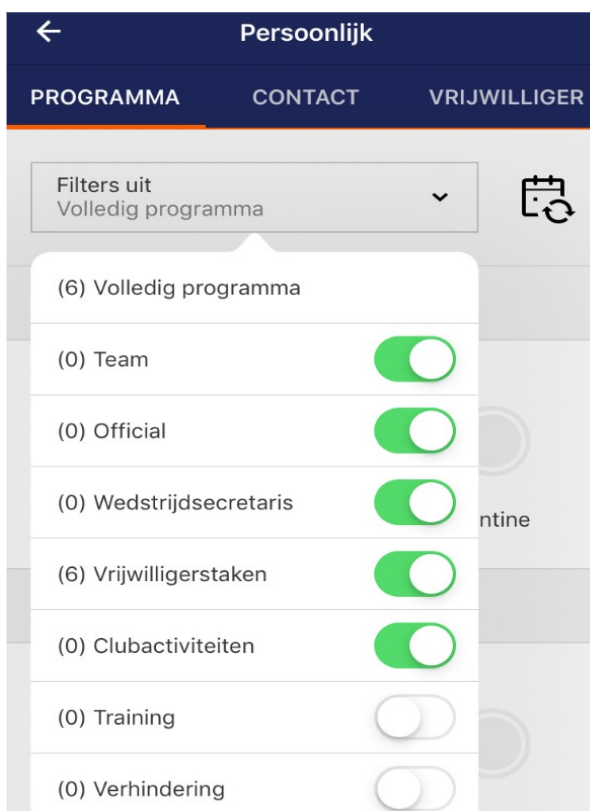 Persoonlijk
PROGRAMMA CONTACT VRIJWILLIGER
Filters uit
Volledig programma
(6) Volledig programma
(0) Team
(0) Official
(0) Wedstrijdsecretaris
ntine
(6) Vrijwilligerstaken
(0) Clubactiviteiten
(0) Training
(0) Verhindering